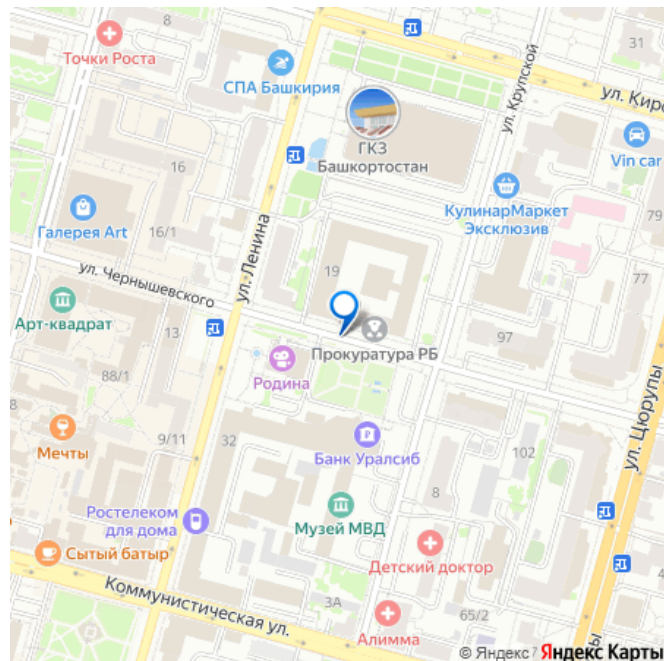 6
8
31
Точки Роста
СПА Башкирия
ул. Крупской
ул. Киро
ГКЗ
Башкортостан
Vin car
16
КулинарМаркет
Эксклюзив
Галерея Art
16/1
79
ул. Ленина
ул. Чернышевского
19
77
Арт-квадрат
13
Прокуратура РБ
97
88/1
Родина
ул. Цюрупы
8
Мечты
9/11
32
Банк Уралсиб
102
8
Ростелеком
для дома
Музей МВД
Сытый батыр
Детский доктор
4
Коммунистическая ул.
3А
65/2
Алимма
© Яндекс ? Яндекс Карты